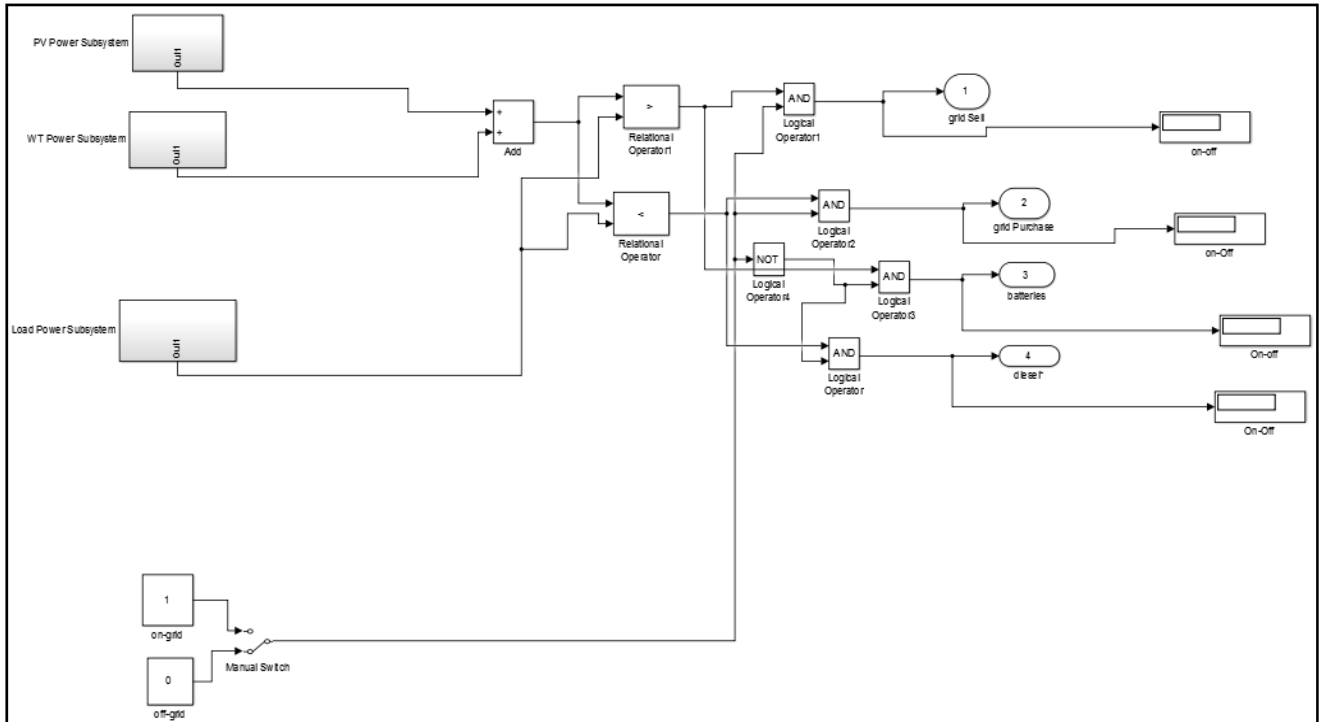 PV Power Subsystem
out1
WT Power Subsystem
out1
+
+
Add
>
Relational
Operator1
AND
Logical
Operator1
1
grid Sell
on-off
<
Relational
Operator
AND
Logical
Operator2
2
grid Purchase
on-Off
NOT
Logical
Operator4
AND
Logical
Operator3
3
batteries
On-off
Load Power Subsystem
out1
AND
Logical
Operator
4
diesel*
On-Off
1
on-grid
Manual Switch
0
off-grid